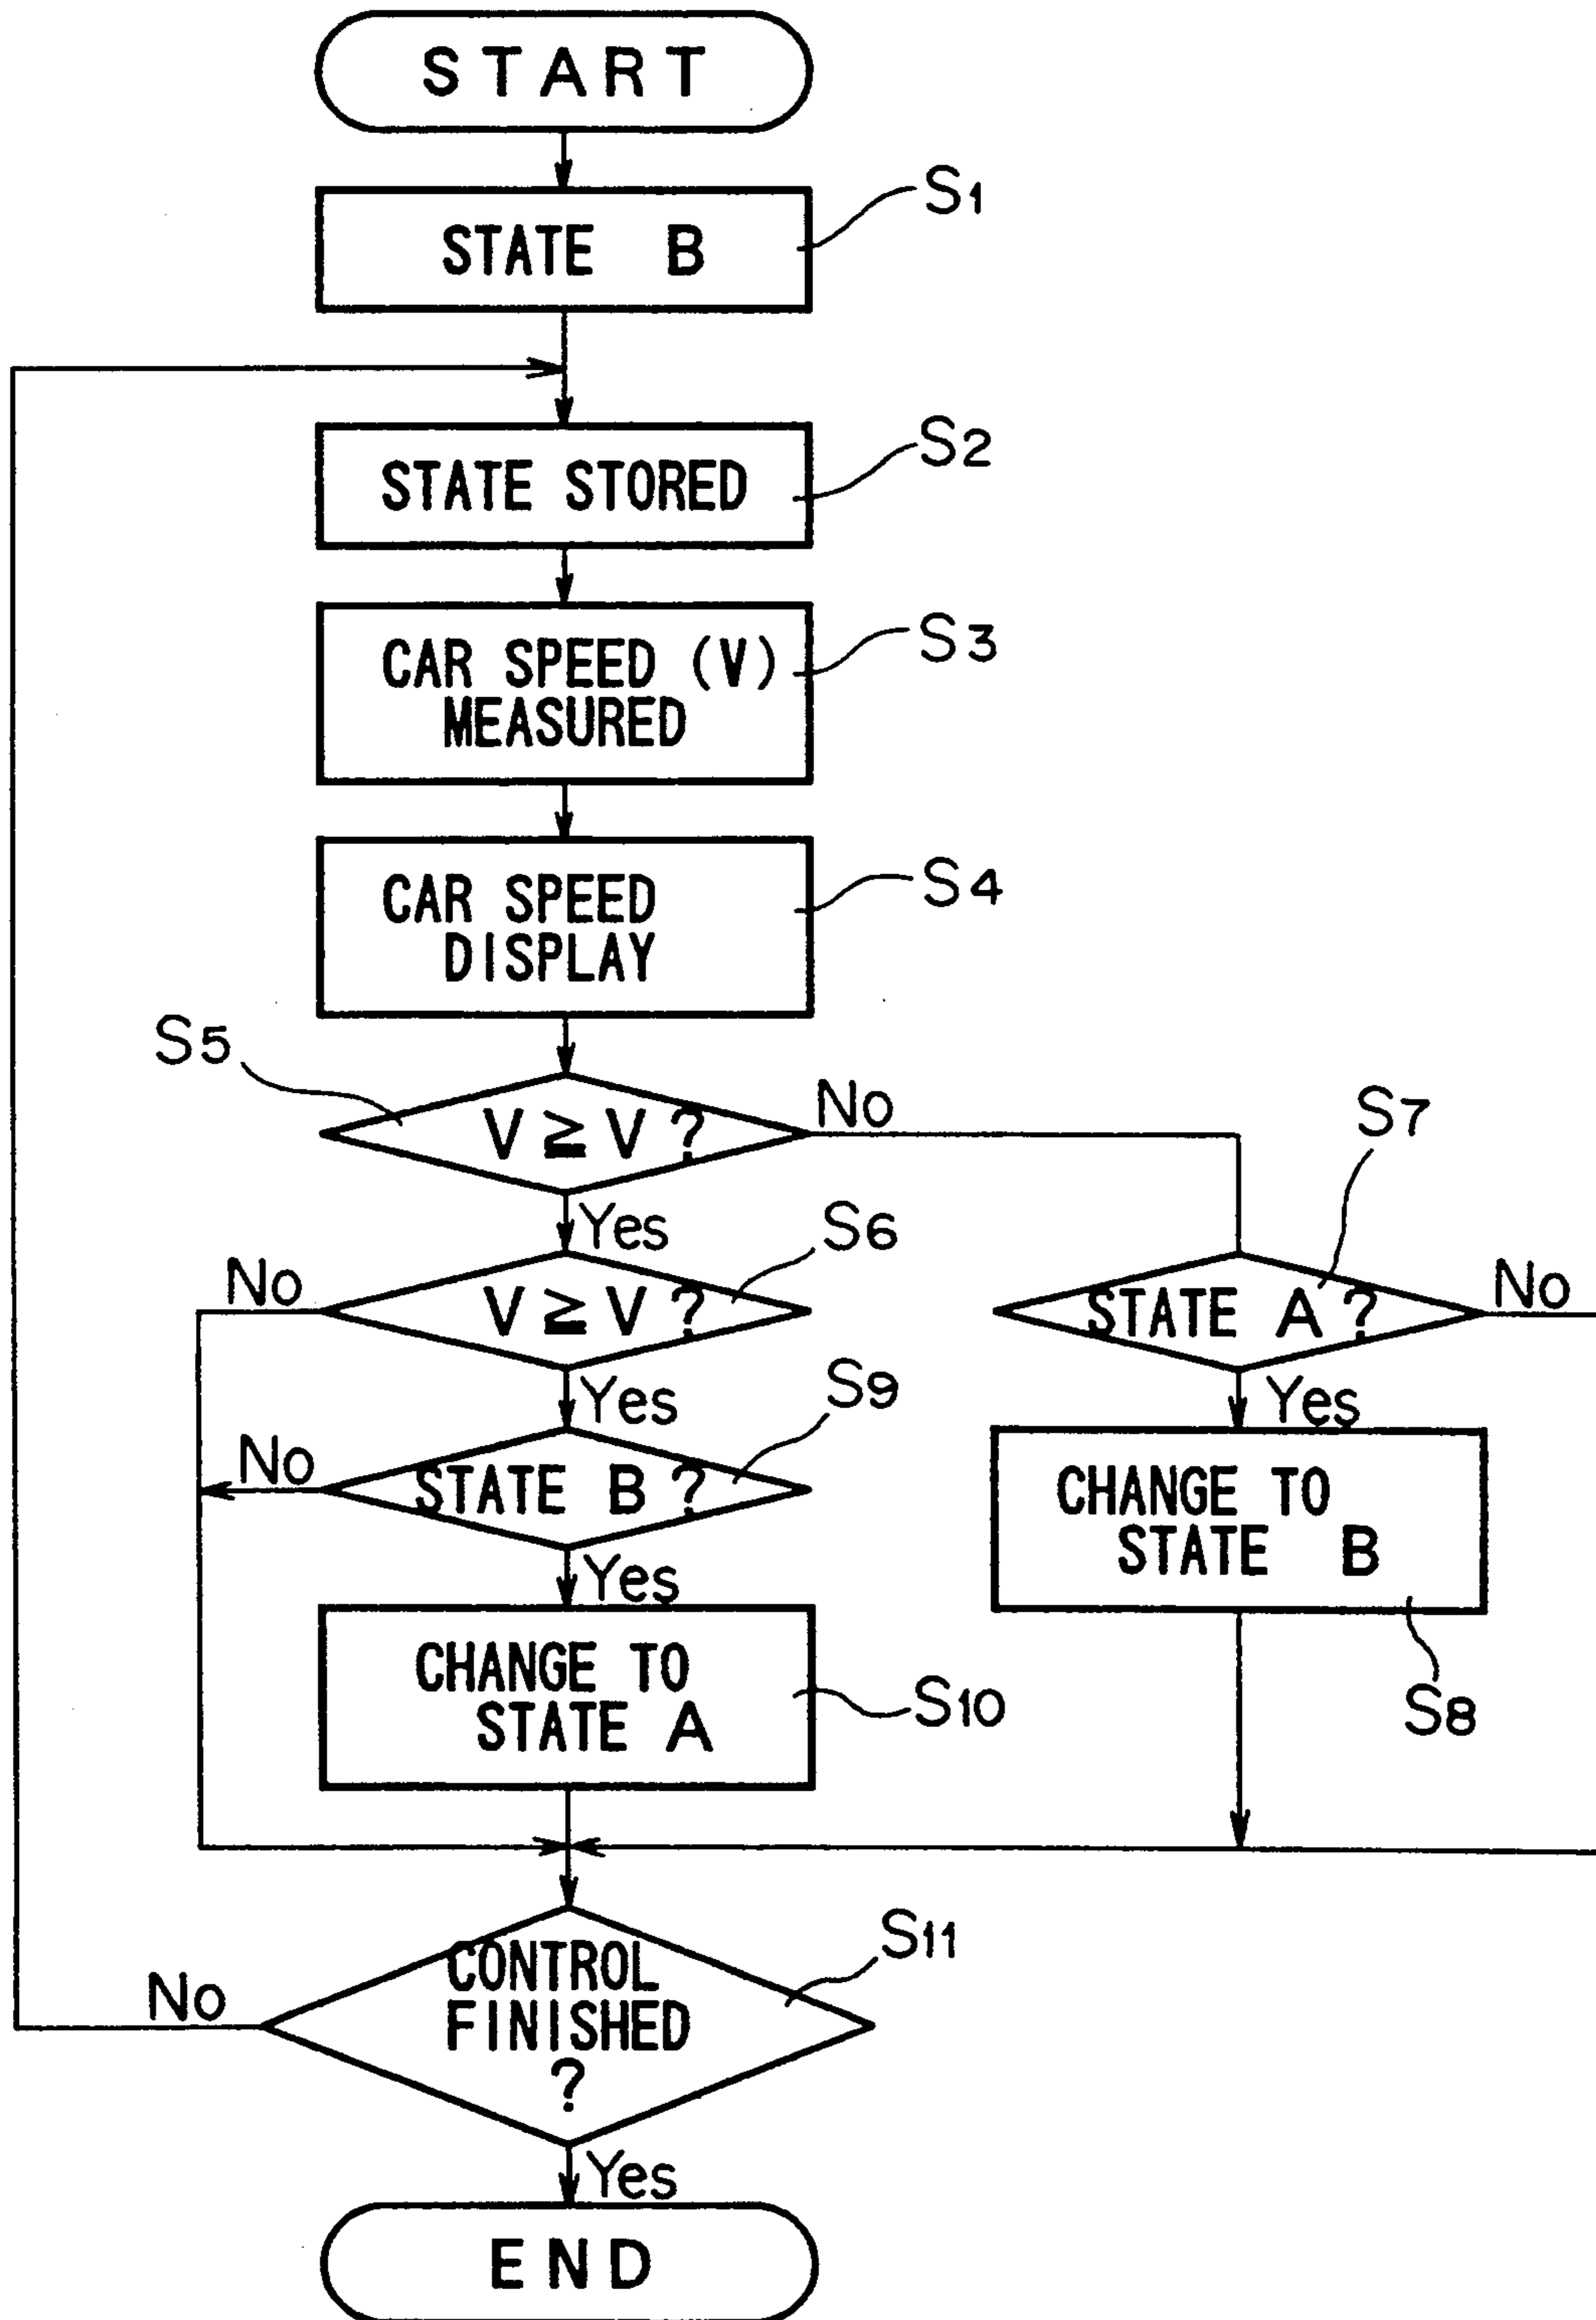 START
S1
STATE B
S2
STATE STORED
S3
CAR SPEED (V)
MEASURED
S4
CAR SPEED
DISPLAY
S5
V ≧ V ?
No
Yes
S6
V ≧ V ?
No
Yes
S7
STATE A ?
No
Yes
S9
STATE B ?
No
Yes
CHANGE TO
STATE B
S8
CHANGE TO
STATE A
S10
S11
CONTROL
FINISHED
?
No
Yes
END